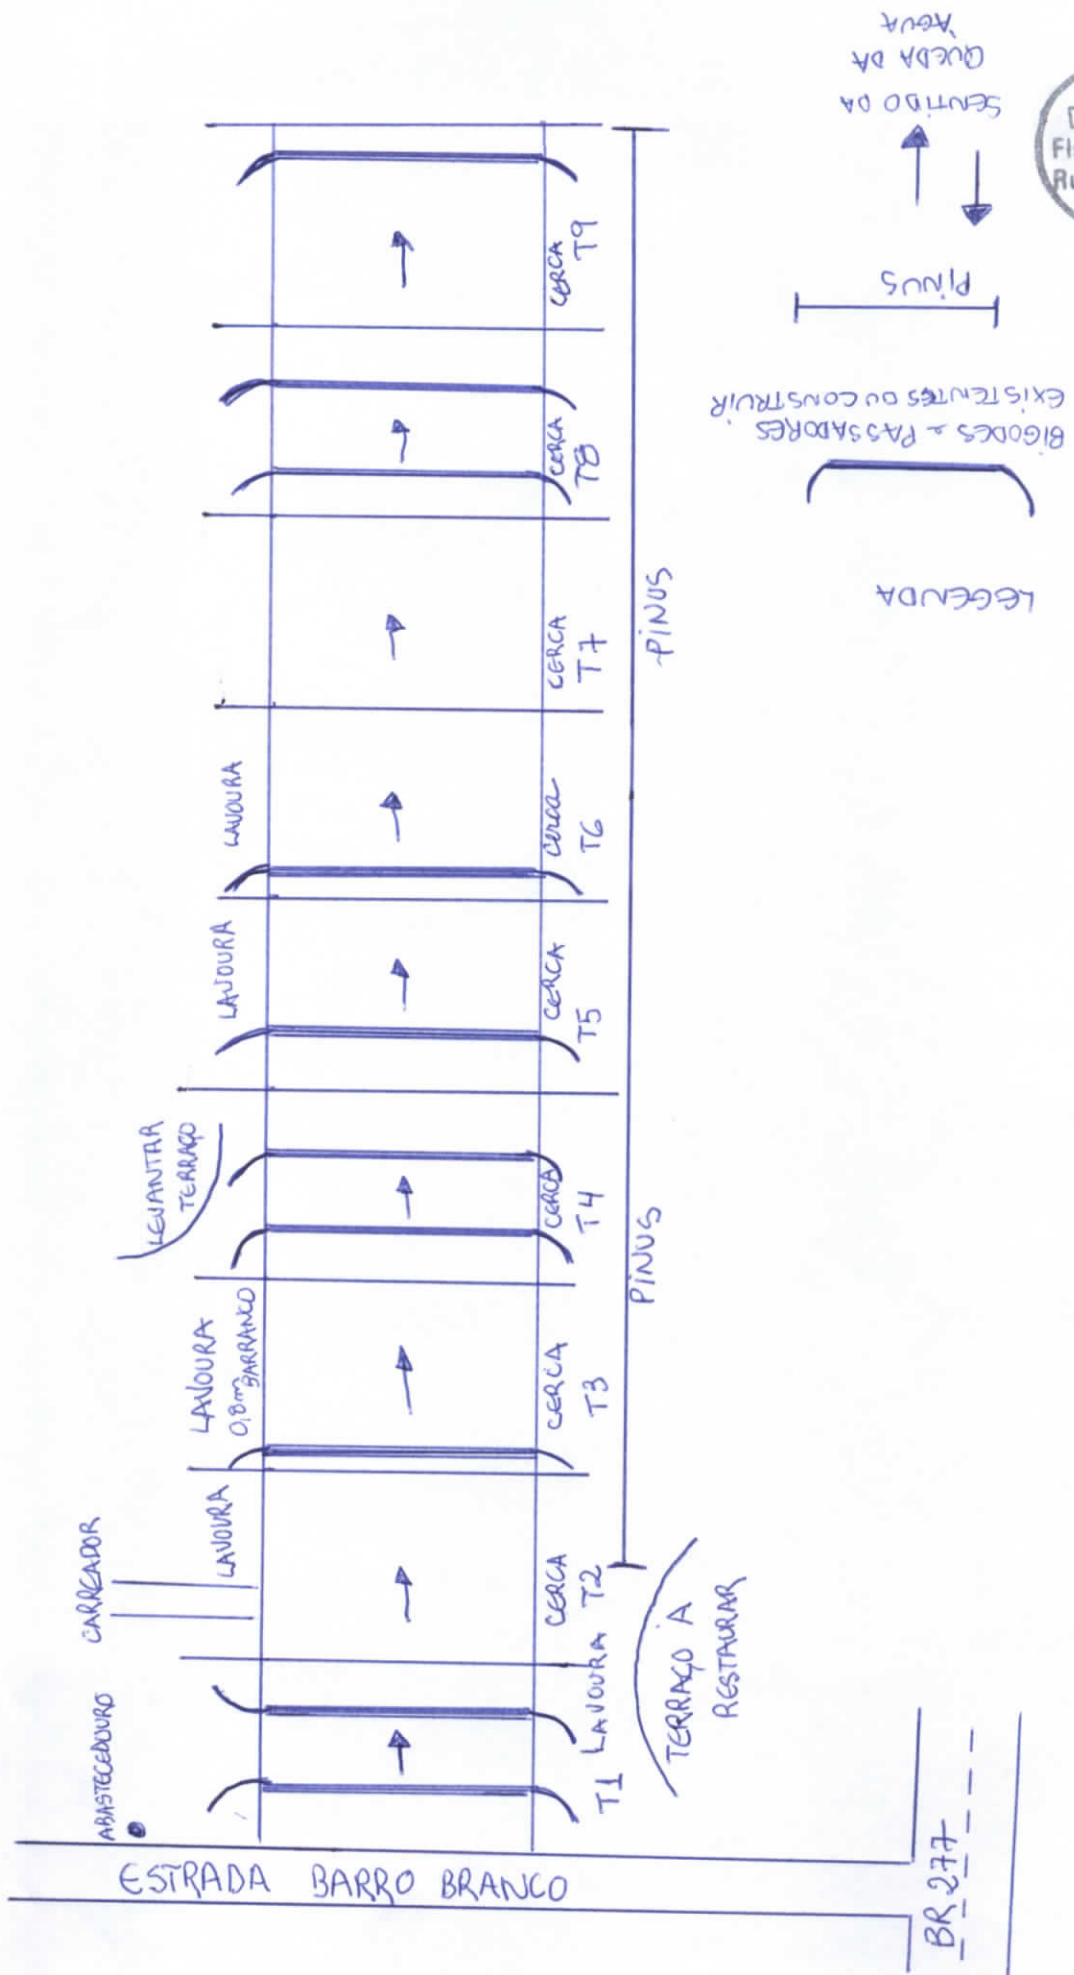 ESTRADA BARRO BRANCO
BR 277
ABASTECEDOURO
CARREADOR
LAVOURA
LAVOURA
0,8m BARRANCO
LEVANTAR
TERRAÇO
LAVOURA
LAVOURA
T1
LAVOURA
CERCA
T2
CERCA
T3
CERCA
T4
CERCA
T5
Cerca
T6
CERCA
T7
CERCA
T8
CERCA
T9
TERRAÇO A
RESTAURAR
PINUS
PINUS
LEGGENDA
BIGODES e PASSADORES
EXISTENTES OU CONSTRUIR
PINUS
SENTIDO DA
QUEDA DA
ÀGUA